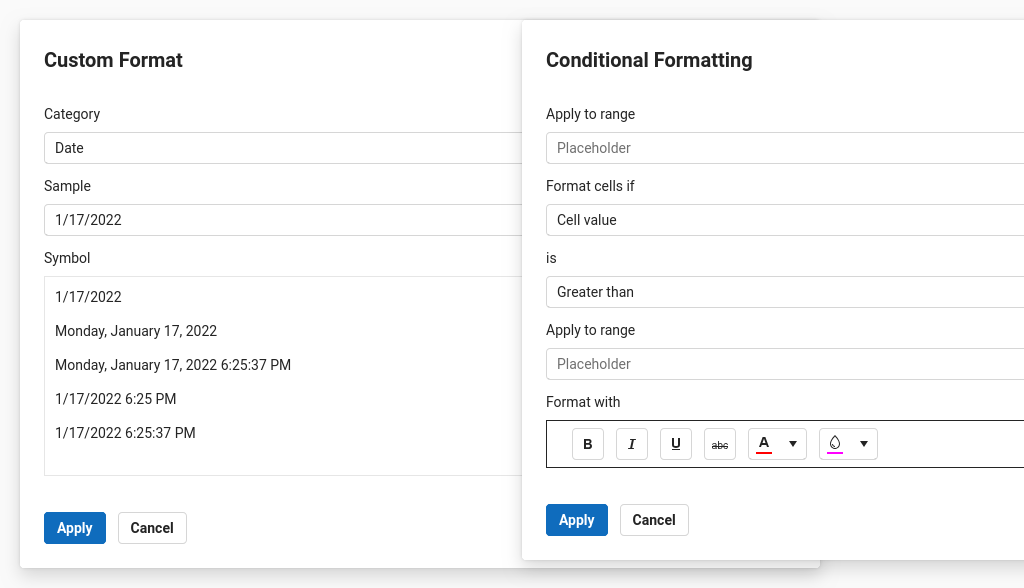 Custom Format
Category
Date
Sample
1/17/2022
Symbol
1/17/2022
Monday, January 17, 2022
Monday, January 17, 2022 6:25:37 PM
1/17/2022 6:25 PM
1/17/2022 6:25:37 PM
Apply Cancel
Conditional Formatting
Apply to range
Placeholder
Format cells if
Cell value
is
Greater than
Apply to range
Placeholder
Format with
B I U abc A
Apply Cancel